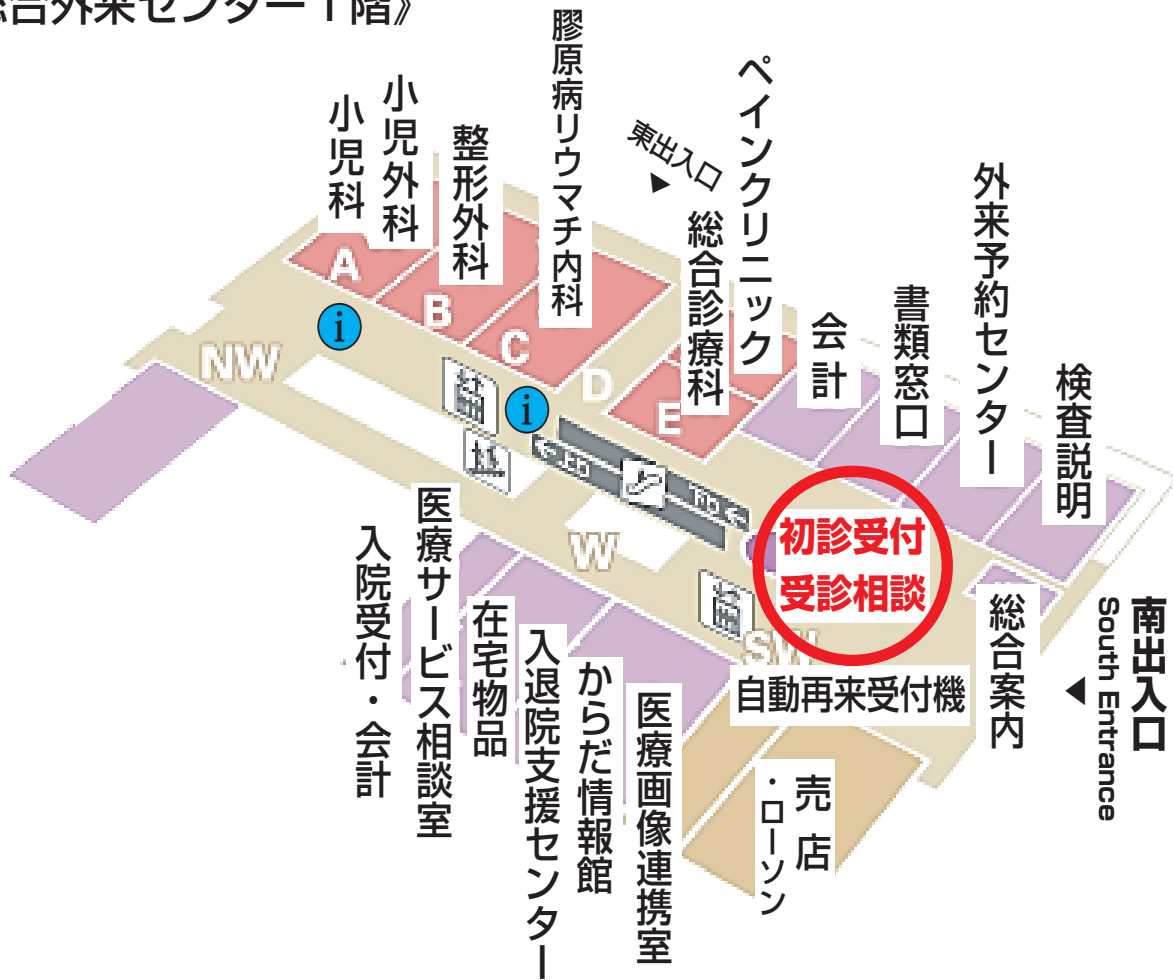 総合外来センター1階》
小児科
小児外科
整形外科
膠原病リウマチ内科
東出入口
総合診療科
ペインクリニック
会計
書類窓口
外来予約センター
検査説明
A
B
C
D
E
i
i
NW
W
SW
初診受付
受診相談
自動再来受付機
総合案内
南出入口
South Entrance
入院受付・会計
医療サービス相談室
在宅物品
入退院支援センター
からだ情報館
医療画像連携室
売店
・ローソン